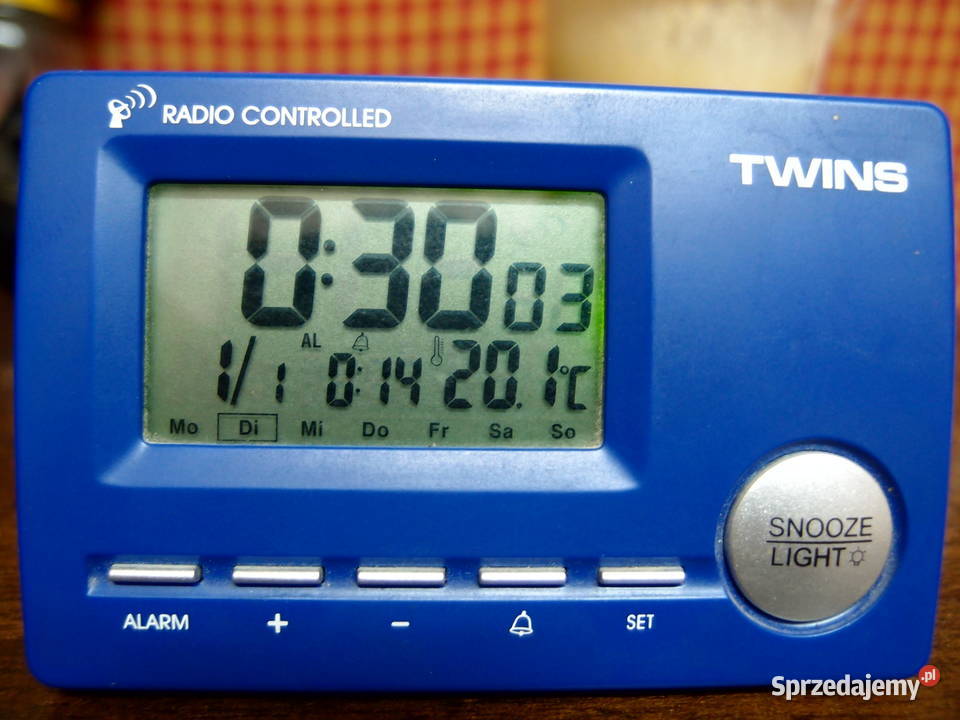 RADIO CONTROLLED
TWINS
0:30 03
AL
1/1 0:14 20.1°C
Mo Di Mi Do Fr Sa So
SNOOZE
LIGHT
ALARM + - SET
Sprzedajemy.pl